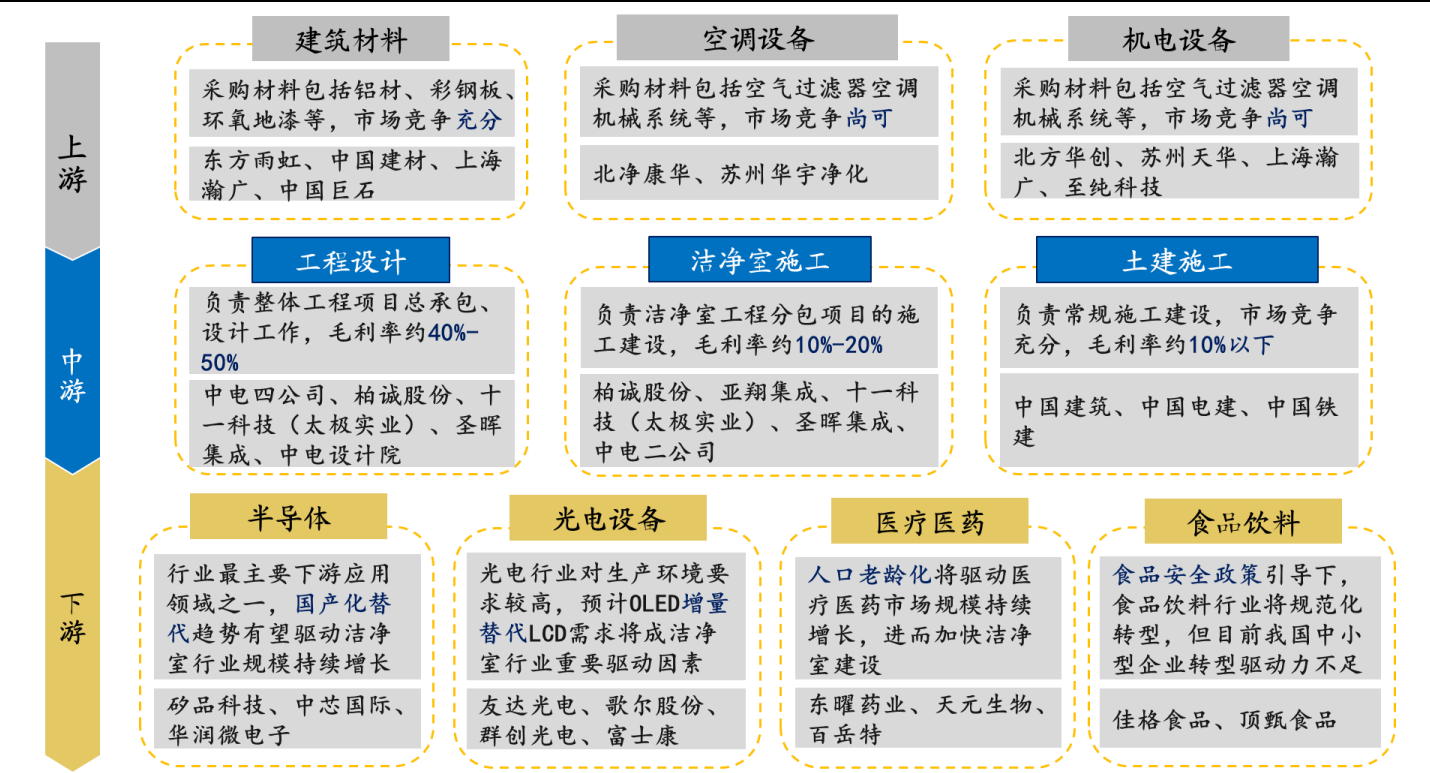 上游
建筑材料
采购材料包括铝材、彩钢板、
环氧地漆等，市场竞争充分
东方雨虹、中国建材、上海
瀚广、中国巨石
空调设备
采购材料包括空气过滤器空调
机械系统等，市场竞争尚可
北净康华、苏州华宇净化
机电设备
采购材料包括空气过滤器空调
机械系统等，市场竞争尚可
北方华创、苏州天华、上海瀚
广、至纯科技
中游
工程设计
负责整体工程项目总承包、
设计工作，毛利率约40%-
50%
中电四公司、柏诚股份、十
一科技（太极实业）、圣晖
集成、中电设计院
洁净室施工
负责洁净室工程分包项目的施
工建设，毛利率约10%-20%
柏诚股份、亚翔集成、十一科
技（太极实业）、圣晖集成、
中电二公司
土建施工
负责常规施工建设，市场竞争
充分，毛利率约10%以下
中国建筑、中国电建、中国铁
建
下游
半导体
行业最主要下游应用
领域之一，国产化替
代趋势有望驱动洁净
室行业规模持续增长
矽品科技、中芯国际、
华润微电子
光电设备
光电行业对生产环境要
求较高，预计OLED增量
替代LCD需求将成洁净
室行业重要驱动因素
友达光电、歌尔股份、
群创光电、富士康
医疗医药
人口老龄化将驱动医
疗医药市场规模持续
增长，进而加快洁净
室建设
东曜药业、天元生物、
百岳特
食品饮料
食品安全政策引导下，
食品饮料行业将规范化
转型，但目前我国中小
型企业转型驱动力不足
佳格食品、顶甄食品